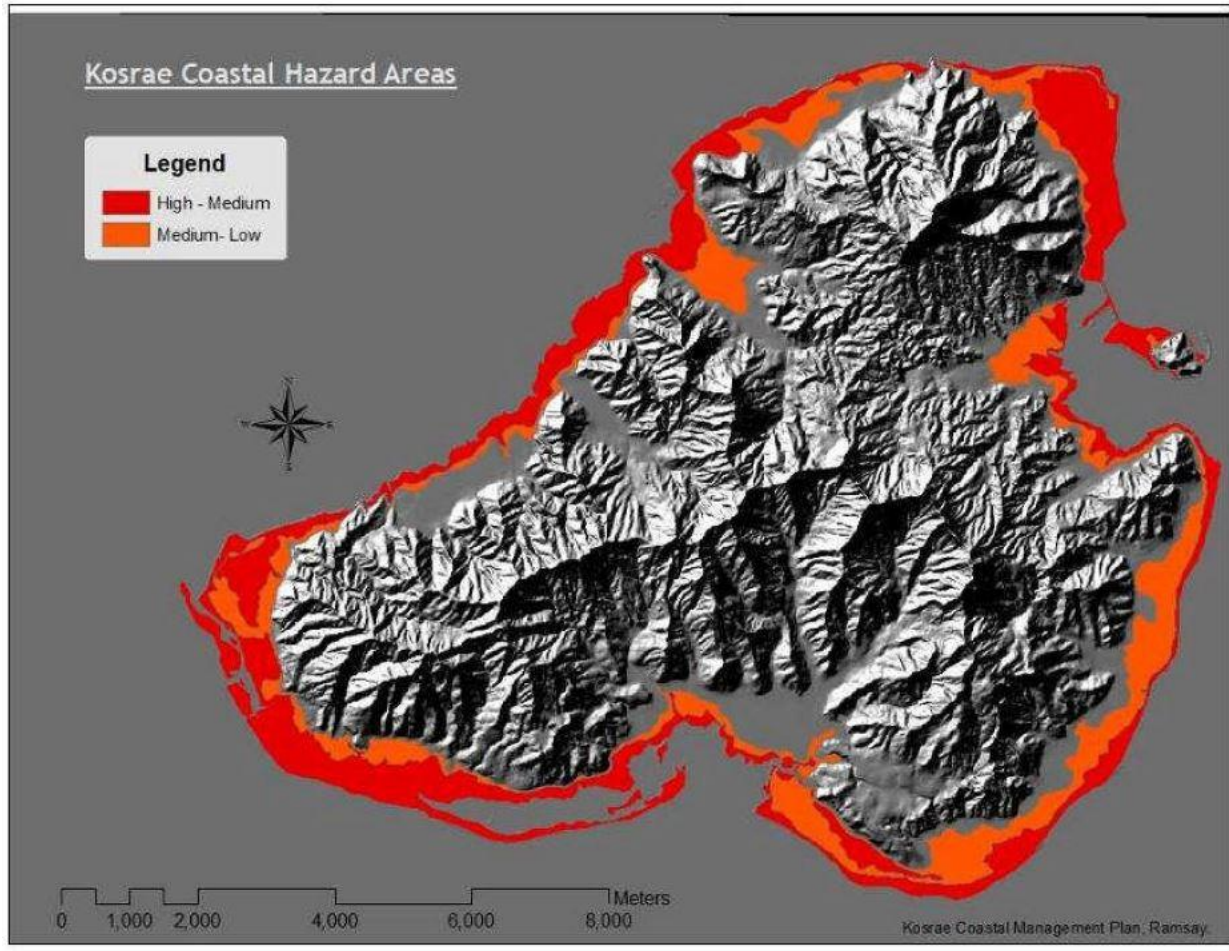 Kosrae Coastal Hazard Areas
Legend
High - Medium
Medium- Low
N
S
Meters
0 1,000 2,000 4,000 6,000 8,000
Kosrae Coastal Management Plan, Ramsay.